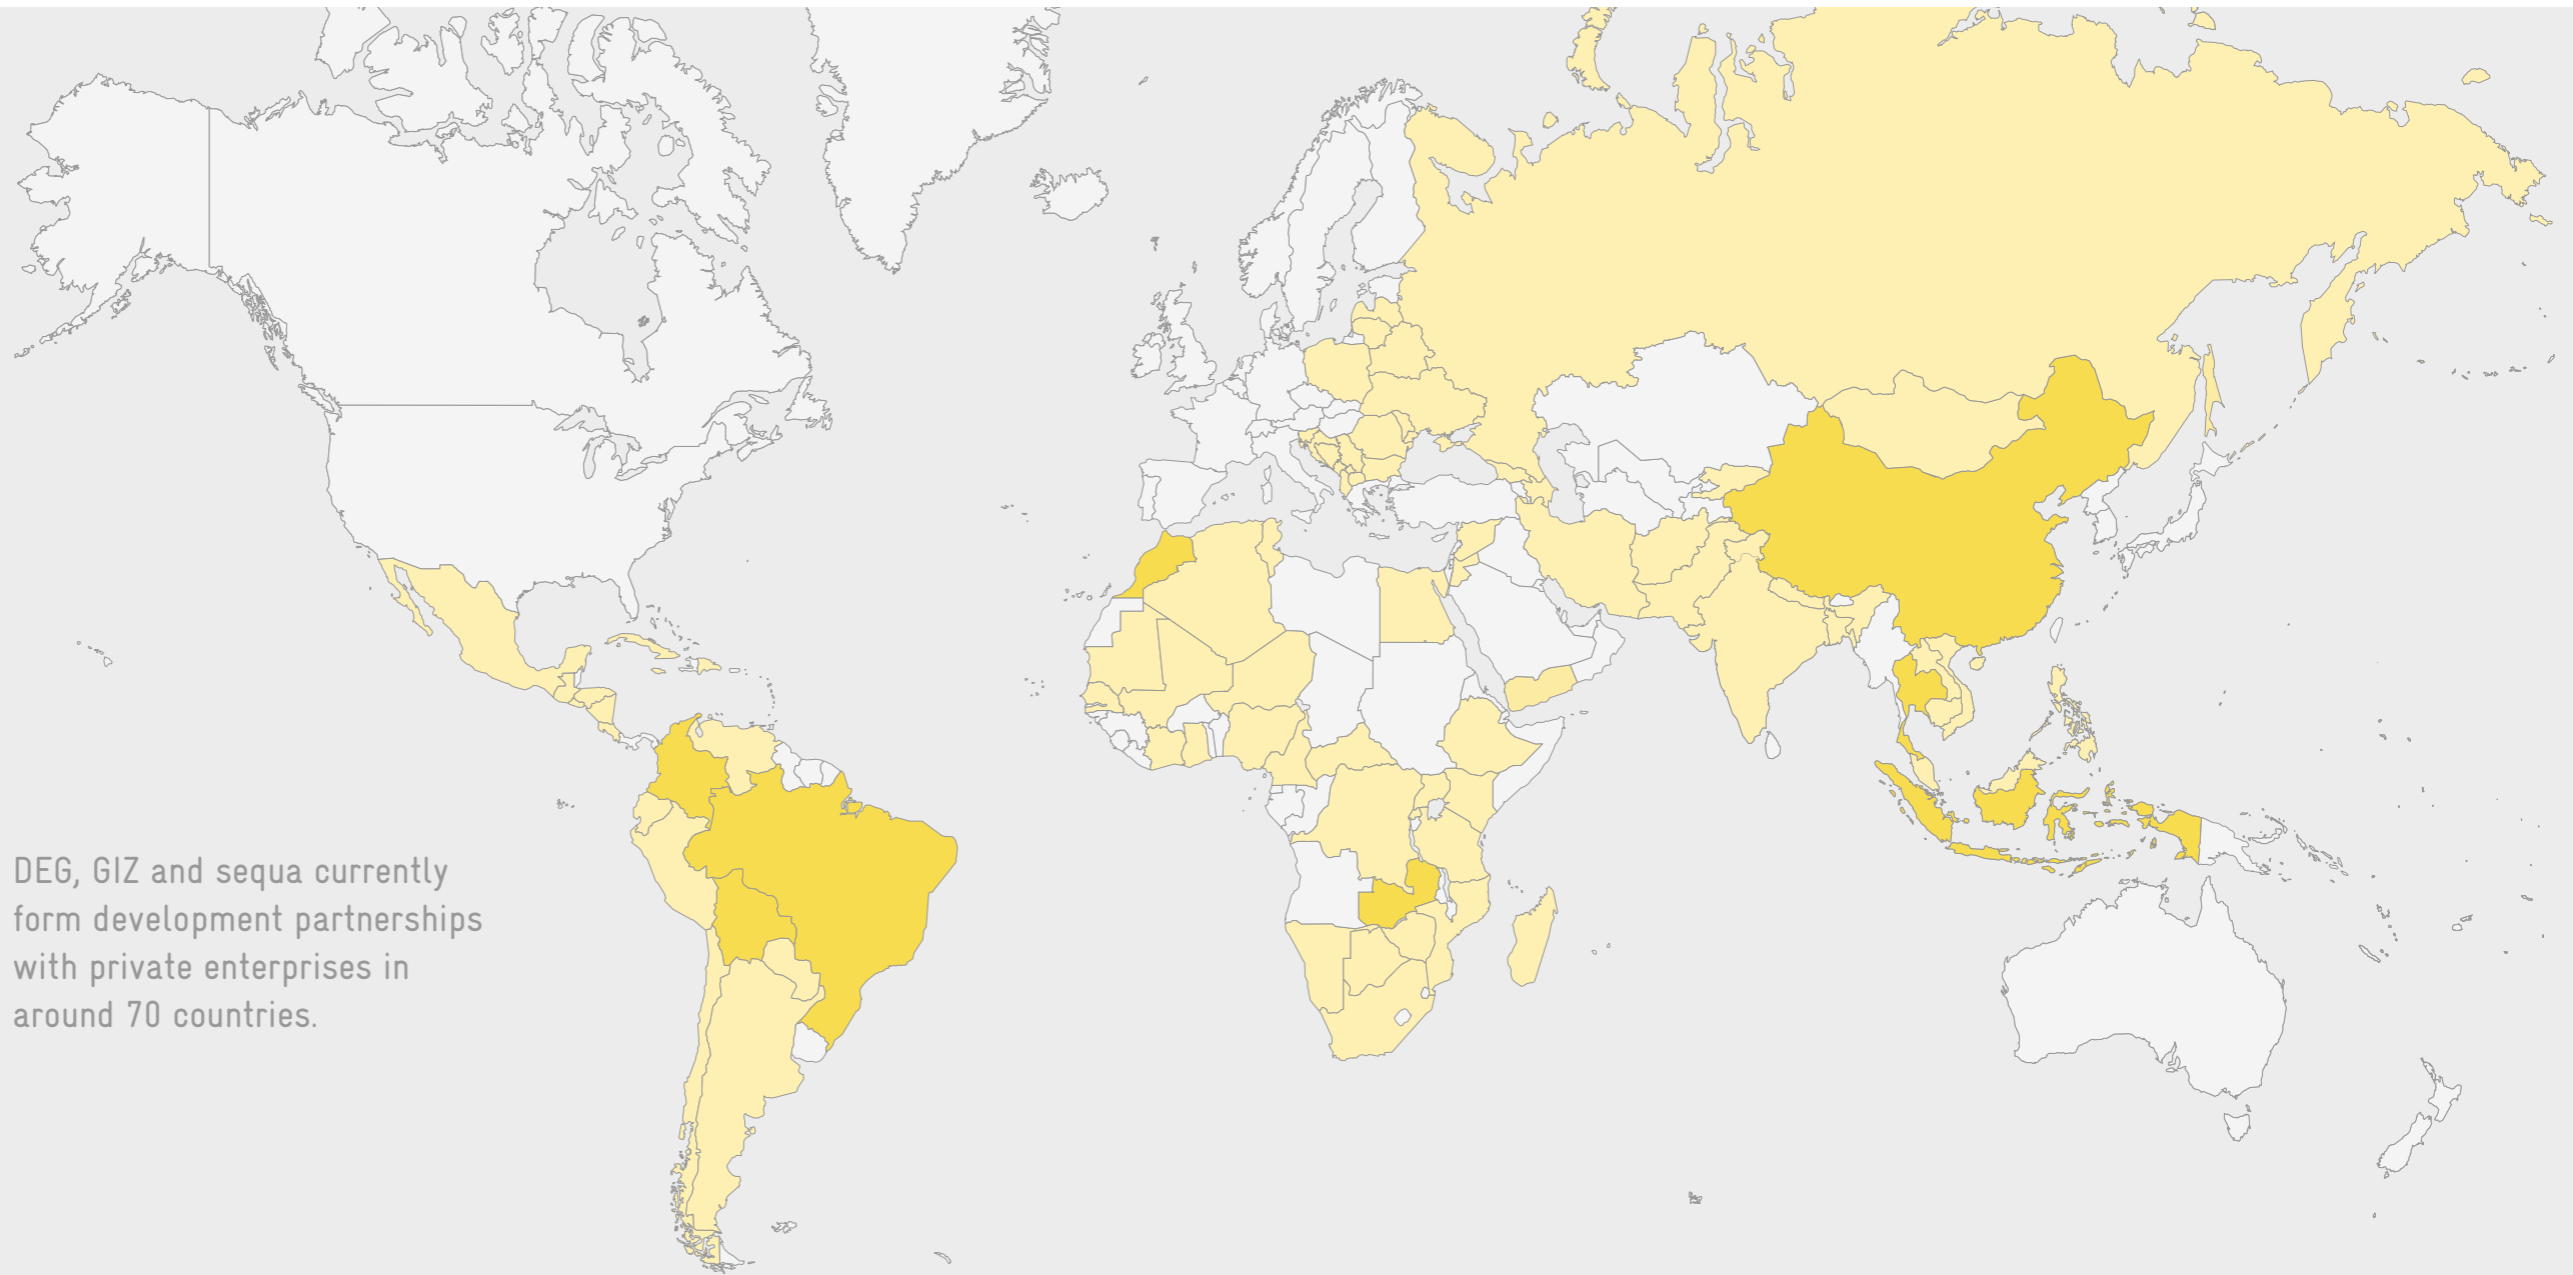 DEG, GIZ and sequa currently
form development partnerships
with private enterprises in
around 70 countries.